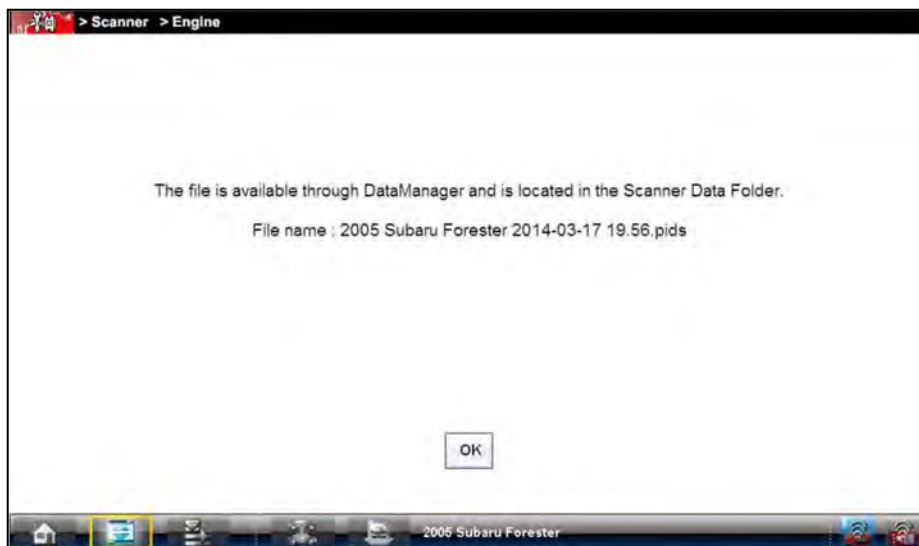 > Scanner > Engine
The file is available through DataManager and is located in the Scanner Data Folder.
File name : 2005 Subaru Forester 2014-03-17 19.56.pids
OK
2005 Subaru Forester